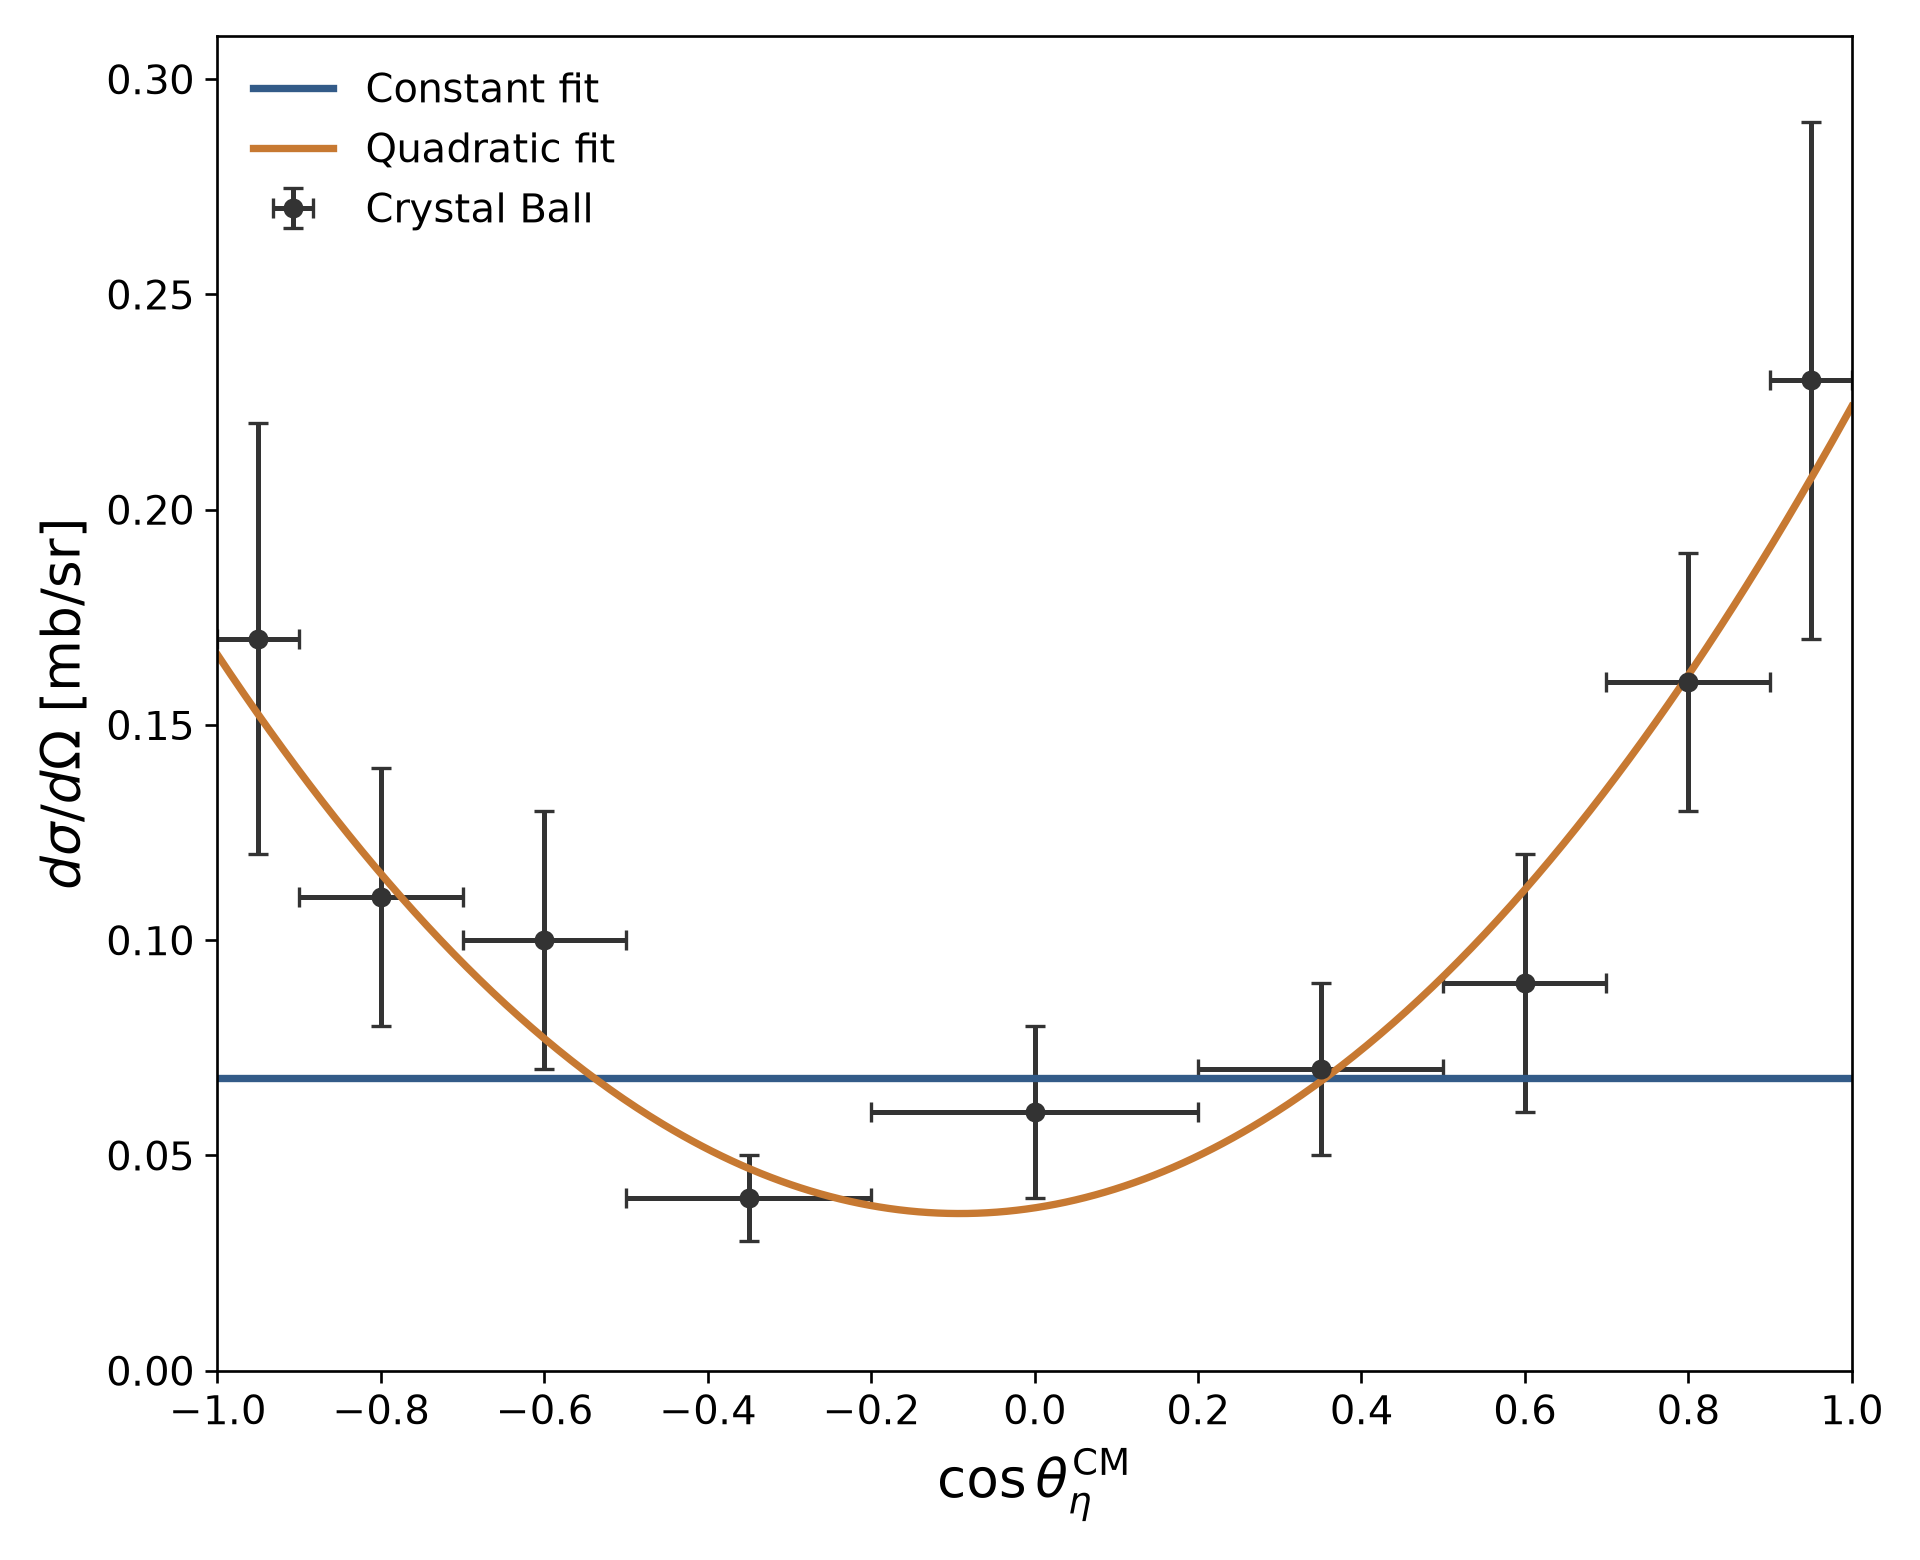 Constant fit
Quadratic fit
Crystal Ball
0.30
0.25
0.20
0.15
0.10
0.05
0.00
dσ/dΩ [mb/sr]
−1.0 −0.8 −0.6 −0.4 −0.2 0.0 0.2 0.4 0.6 0.8 1.0
cos θ_η^CM